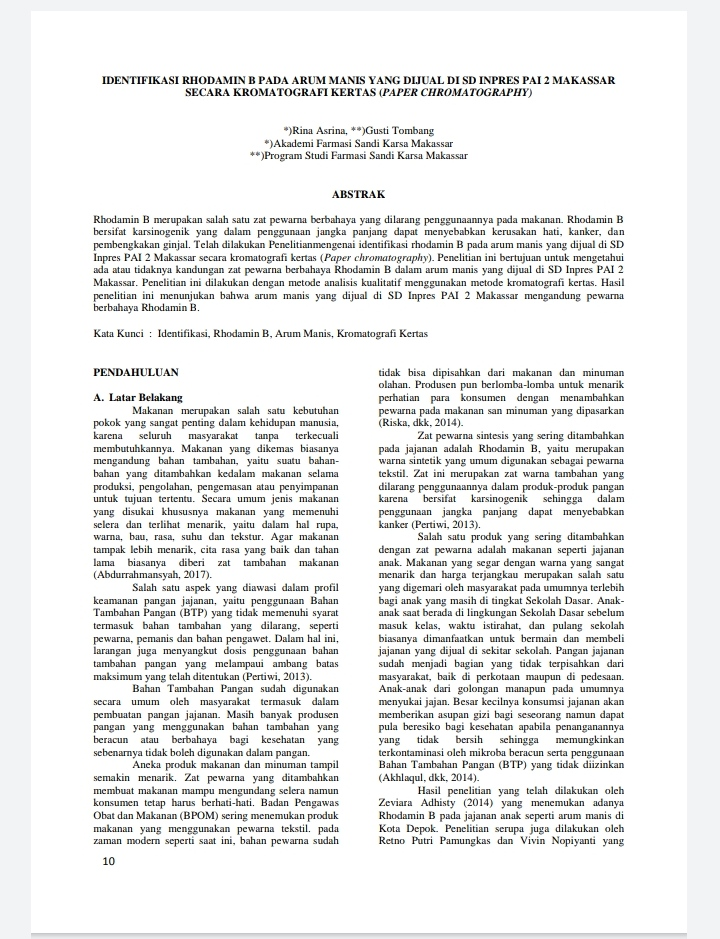 IDENTIFIKASI RHODAMIN B PADA ARUM MANIS YANG DIJUAL DI SD INPRES PAI 2 MAKASSAR
SECARA KROMATOGRAFI KERTAS (PAPER CHROMATOGRAPHY)
*)Rina Asrina, **)Gusti Tombang
*)Akademi Farmasi Sandi Karsa Makassar
**)Program Studi Farmasi Sandi Karsa Makassar
ABSTRAK
Rhodamin B merupakan salah satu zat pewarna berbahaya yang dilarang penggunaannya pada makanan. Rhodamin B
bersifat karsinogenik yang dalam penggunaan jangka panjang dapat menyebabkan kerusakan hati, kanker, dan
pembengkakan ginjal. Telah dilakukan Penelitianmengenai identifikasi rhodamin B pada arum manis yang dijual di SD
Inpres PAI 2 Makassar secara kromatografi kertas (Paper chromatography). Penelitian ini bertujuan untuk mengetahui
ada atau tidaknya kandungan zat pewarna berbahaya Rhodamin B dalam arum manis yang dijual di SD Inpres PAI 2
Makassar. Penelitian ini dilakukan dengan metode analisis kualitatif menggunakan metode kromatografi kertas. Hasil
penelitian ini menunjukan bahwa arum manis yang dijual di SD Inpres PAI 2 Makassar mengandung pewarna
berbahaya Rhodamin B.
Kata Kunci : Identifikasi, Rhodamin B, Arum Manis, Kromatografi Kertas
PENDAHULUAN
A. Latar Belakang
Makanan merupakan salah satu kebutuhan
pokok yang sangat penting dalam kehidupan manusia,
karena seluruh masyarakat tanpa terkecuali
membutuhkannya. Makanan yang dikemas biasanya
mengandung bahan tambahan, yaitu suatu bahan-
bahan yang ditambahkan kedalam makanan selama
produksi, pengolahan, pengemasan atau penyimpanan
untuk tujuan tertentu. Secara umum jenis makanan
yang disukai khususnya makanan yang memenuhi
selera dan terlihat menarik, yaitu dalam hal rupa,
warna, bau, rasa, suhu dan tekstur. Agar makanan
tampak lebih menarik, cita rasa yang baik dan tahan
lama biasanya diberi zat tambahan makanan
(Abdurrahmansyah, 2017).
Salah satu aspek yang diawasi dalam profil
keamanan pangan jajanan, yaitu penggunaan Bahan
Tambahan Pangan (BTP) yang tidak memenuhi syarat
termasuk bahan tambahan yang dilarang, seperti
pewarna, pemanis dan bahan pengawet. Dalam hal ini,
larangan juga menyangkut dosis penggunaan bahan
tambahan pangan yang melampaui ambang batas
maksimum yang telah ditentukan (Pertiwi, 2013).
Bahan Tambahan Pangan sudah digunakan
secara umum oleh masyarakat termasuk dalam
pembuatan pangan jajanan. Masih banyak produsen
pangan yang menggunakan bahan tambahan yang
beracun atau berbahaya bagi kesehatan yang
sebenarnya tidak boleh digunakan dalam pangan.
Aneka produk makanan dan minuman tampil
semakin menarik. Zat pewarna yang ditambahkan
membuat makanan mampu mengundang selera namun
konsumen tetap harus berhati-hati. Badan Pengawas
Obat dan Makanan (BPOM) sering menemukan produk
makanan yang menggunakan pewarna tekstil. pada
zaman modern seperti saat ini, bahan pewarna sudah
tidak bisa dipisahkan dari makanan dan minuman
olahan. Produsen pun berlomba-lomba untuk menarik
perhatian para konsumen dengan menambahkan
pewarna pada makanan san minuman yang dipasarkan
(Riska, dkk, 2014).
Zat pewarna sintesis yang sering ditambahkan
pada jajanan adalah Rhodamin B, yaitu merupakan
warna sintetik yang umum digunakan sebagai pewarna
tekstil. Zat ini merupakan zat warna tambahan yang
dilarang penggunaannya dalam produk-produk pangan
karena bersifat karsinogenik sehingga dalam
penggunaan jangka panjang dapat menyebabkan
kanker (Pertiwi, 2013).
Salah satu produk yang sering ditambahkan
dengan zat pewarna adalah makanan seperti jajanan
anak. Makanan yang segar dengan warna yang sangat
menarik dan harga terjangkau merupakan salah satu
yang digemari oleh masyarakat pada umumnya terlebih
bagi anak yang masih di tingkat Sekolah Dasar. Anak-
anak saat berada di lingkungan Sekolah Dasar sebelum
masuk kelas, waktu istirahat, dan pulang sekolah
biasanya dimanfaatkan untuk bermain dan membeli
jajanan yang dijual di sekitar sekolah. Pangan jajanan
sudah menjadi bagian yang tidak terpisahkan dari
masyarakat, baik di perkotaan maupun di pedesaan.
Anak-anak dari golongan manapun pada umumnya
menyukai jajan. Besar kecilnya konsumsi jajanan akan
memberikan asupan gizi bagi seseorang namun dapat
pula beresiko bagi kesehatan apabila penanganannya
yang tidak bersih sehingga memungkinkan
terkontaminasi oleh mikroba beracun serta penggunaan
Bahan Tambahan Pangan (BTP) yang tidak diizinkan
(Akhlaqul, dkk, 2014).
Hasil penelitian yang telah dilakukan oleh
Zeviara Adhisty (2014) yang menemukan adanya
Rhodamin B pada jajanan anak seperti arum manis di
Kota Depok. Penelitian serupa juga dilakukan oleh
Retno Putri Pamungkas dan Vivin Nopiyanti yang
10